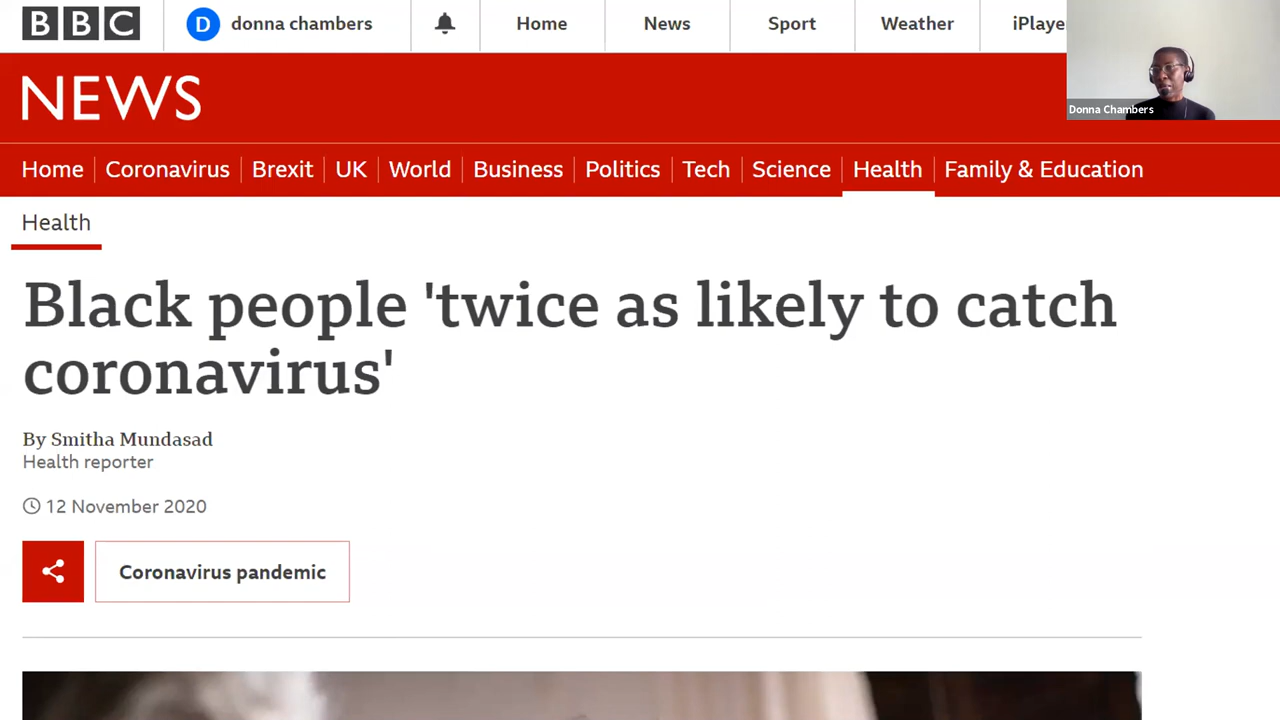 BBC
D donna chambers
Home
News
Sport
Weather
iPlaye
Donna Chambers
NEWS
Home
Coronavirus
Brexit
UK
World
Business
Politics
Tech
Science
Health
Family & Education
Health
Black people 'twice as likely to catch
coronavirus'
By Smitha Mundasad
Health reporter
12 November 2020
Coronavirus pandemic